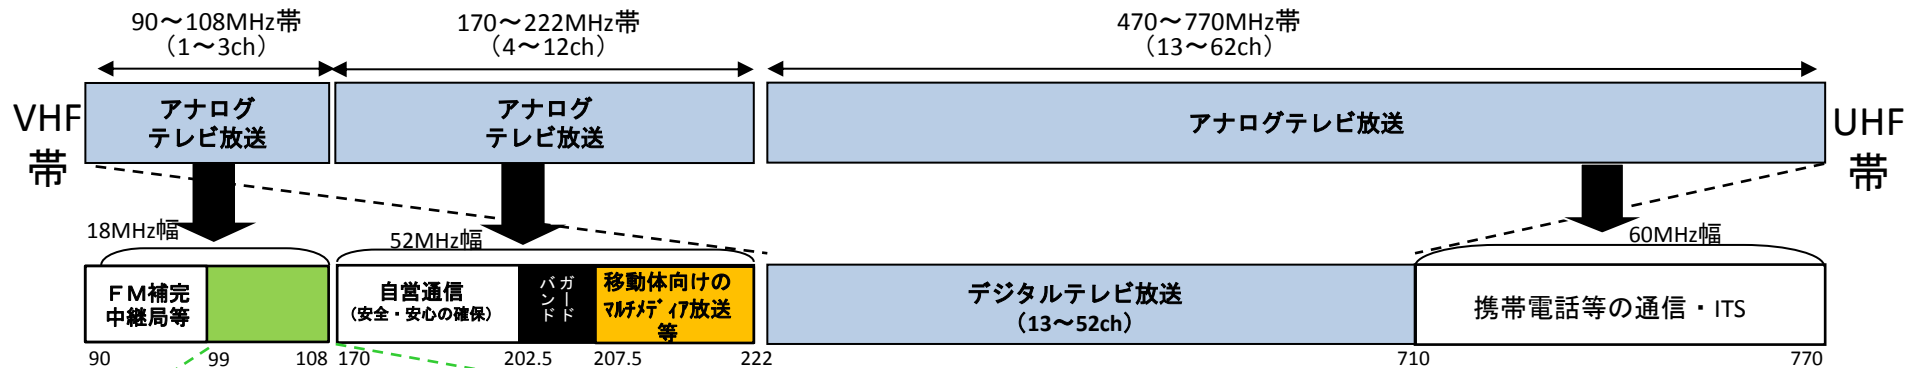 90～108MHz帯
（1～3ch）
170～222MHz帯
（4～12ch）
470～770MHz帯
（13～62ch）
VHF
帯
アナログ
テレビ放送
アナログ
テレビ放送
アナログテレビ放送
UHF
帯
18MHz幅
52MHz幅
60MHz幅
ＦＭ補完
中継局等
自営通信
（安全・安心の確保）
ガード
バンド
移動体向けの
ﾏﾙﾁﾒﾃﾞｨｱ放送
等
デジタルテレビ放送
（13～52ch）
携帯電話等の通信・ITS
90
99
108
170
202.5
207.5
222
710
770